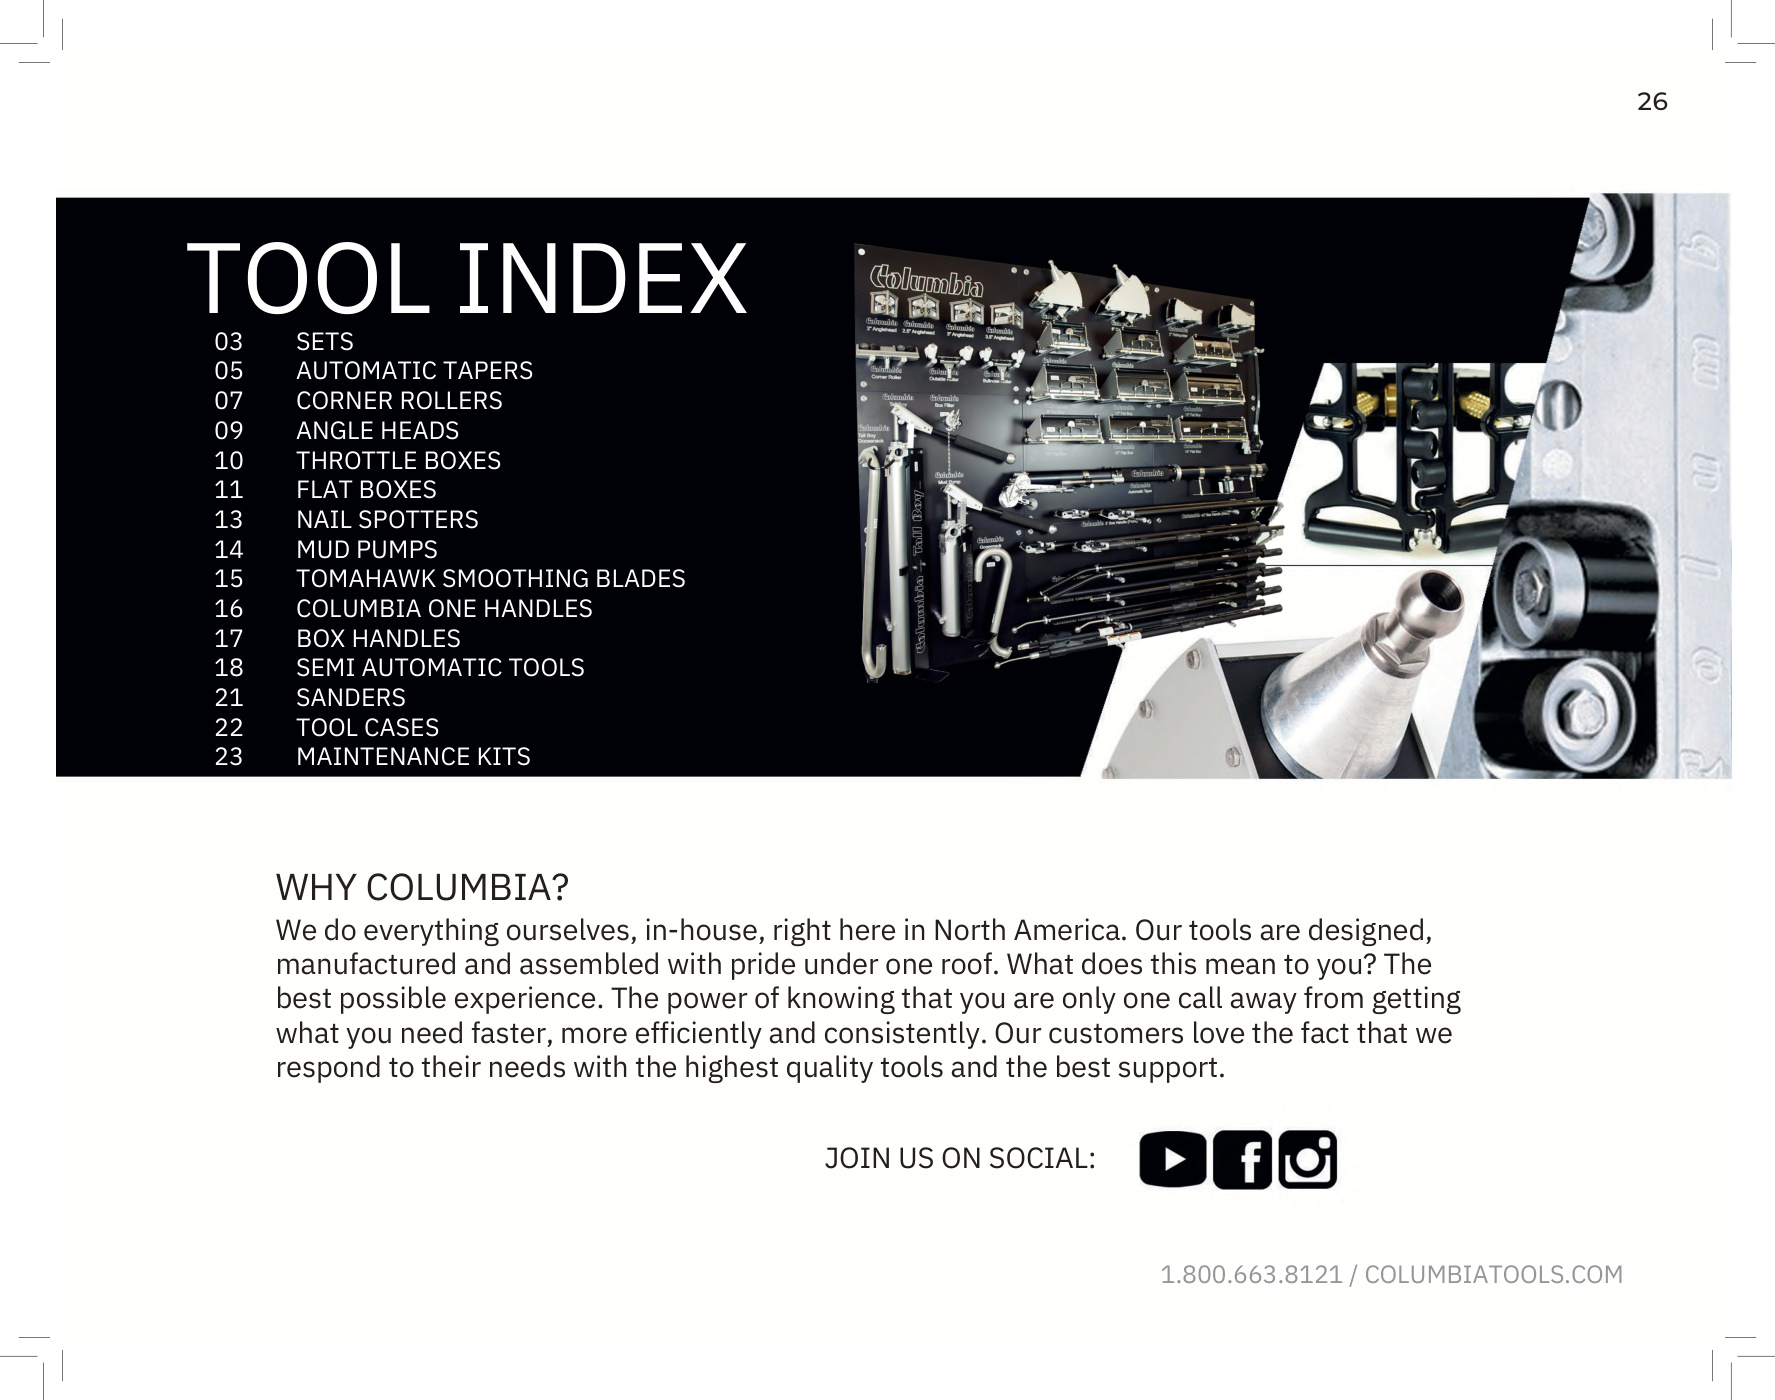 26
TOOL INDEX
03 SETS
05 AUTOMATIC TAPERS
07 CORNER ROLLERS
09 ANGLE HEADS
10 THROTTLE BOXES
11 FLAT BOXES
13 NAIL SPOTTERS
14 MUD PUMPS
15 TOMAHAWK SMOOTHING BLADES
16 COLUMBIA ONE HANDLES
17 BOX HANDLES
18 SEMI AUTOMATIC TOOLS
21 SANDERS
22 TOOL CASES
23 MAINTENANCE KITS
Columbia
WHY COLUMBIA?
We do everything ourselves, in-house, right here in North America. Our tools are designed,
manufactured and assembled with pride under one roof. What does this mean to you? The
best possible experience. The power of knowing that you are only one call away from getting
what you need faster, more efficiently and consistently. Our customers love the fact that we
respond to their needs with the highest quality tools and the best support.
JOIN US ON SOCIAL:
1.800.663.8121 / COLUMBIATOOLS.COM